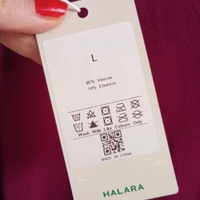 L
90% Viscose
10% Elastane
Wash With Like Colours Only
MADE IN CHINA
HALARA